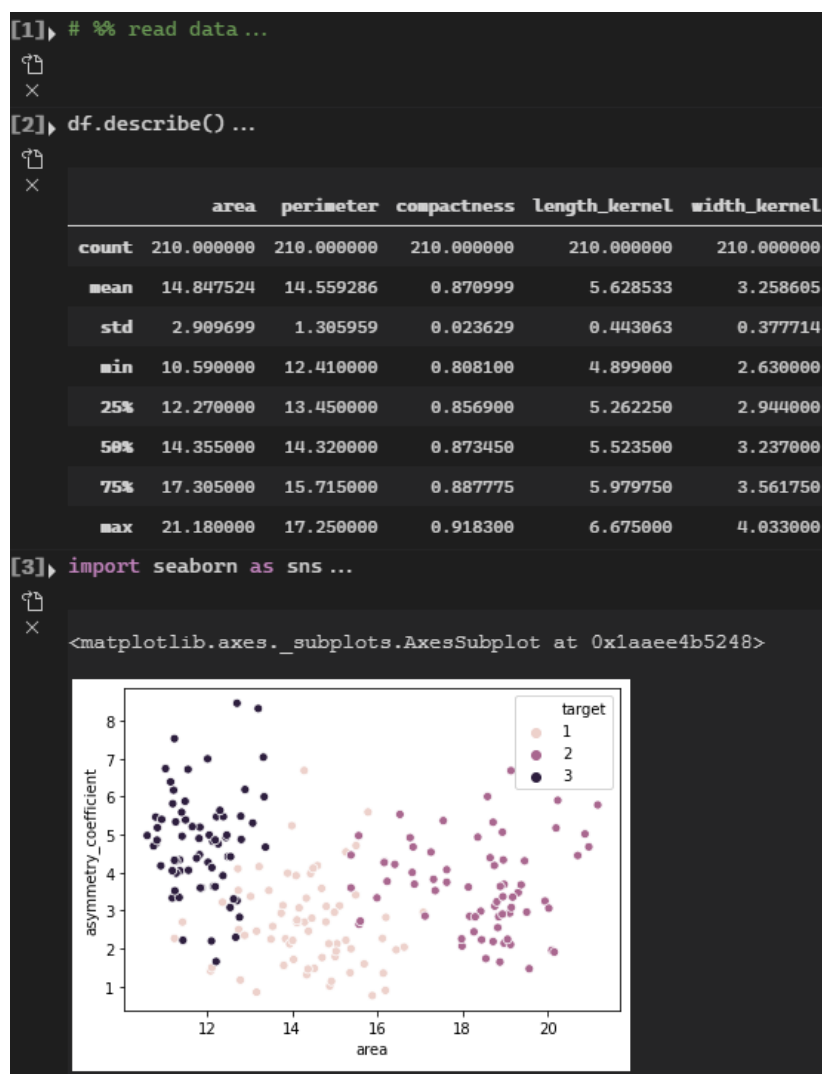 [1] # %% read data...
[2] df.describe()...
area perimeter compactness length_kernel width_kernel
count 210.000000 210.000000 210.000000 210.000000 210.000000
mean 14.847524 14.559286 0.870999 5.628533 3.258605
std 2.909699 1.305959 0.023629 0.443063 0.377714
min 10.590000 12.410000 0.808100 4.899000 2.630000
25% 12.270000 13.450000 0.856900 5.262250 2.944000
50% 14.355000 14.320000 0.873450 5.523500 3.237000
75% 17.305000 15.715000 0.887775 5.979750 3.561750
max 21.180000 17.250000 0.918300 6.675000 4.033000
[3] import seaborn as sns...
<matplotlib.axes._subplots.AxesSubplot at 0x1aaee4b5248>
target
1
2
3
8
7
6
5
4
3
2
1
asymmetry_coefficient
12 14 16 18 20
area